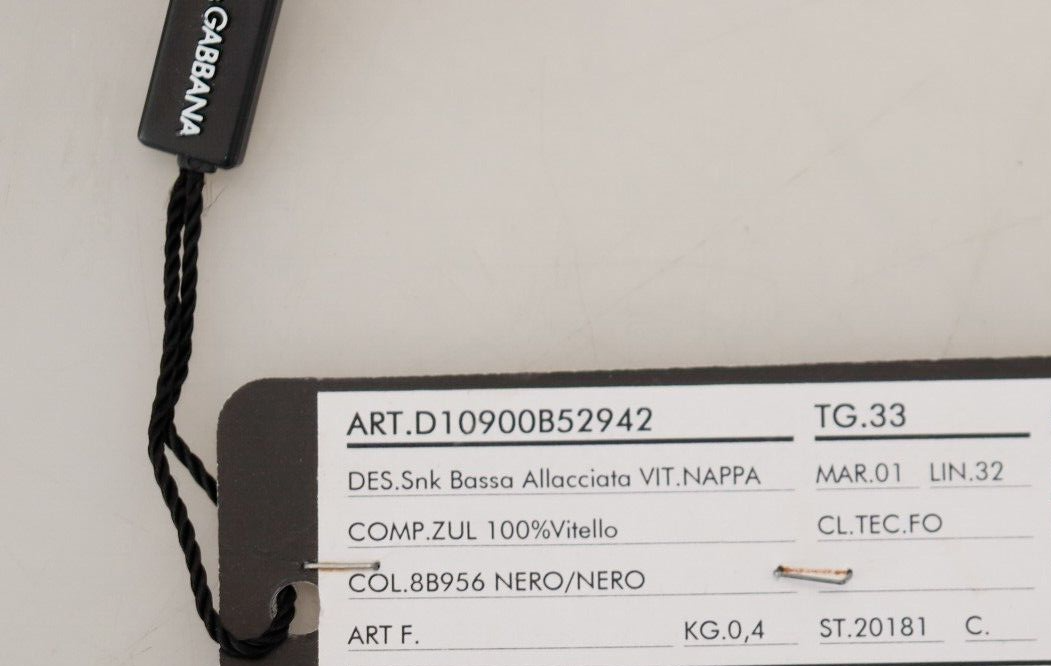 GABBANA
ART.D10900B52942 TG.33
DES.Snk Bassa Allacciata VIT.NAPPA MAR.01 LIN.32
COMP.ZUL 100%Vitello CL.TEC.FO
COL.8B956 NERO/NERO
ART F. KG.0,4 ST.20181 C.